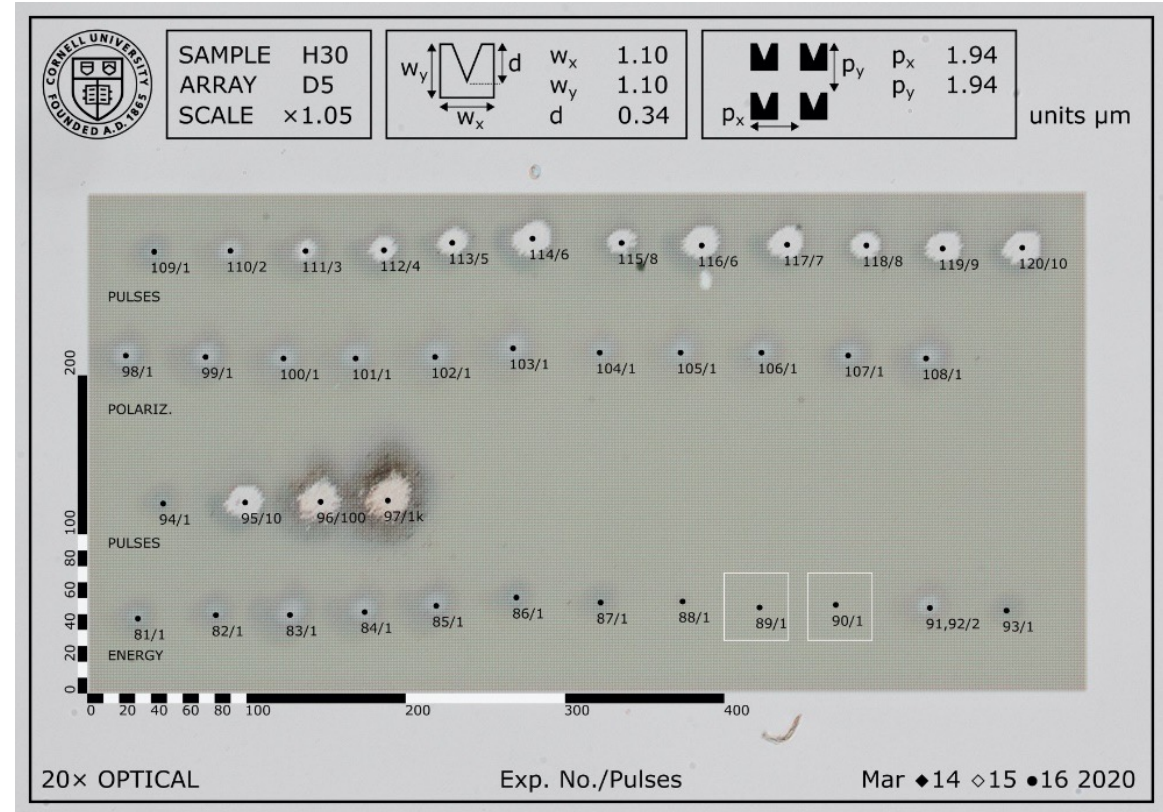 CORNELL UNIVERSITY
FOUNDED A.D. 1865
SAMPLE H30
ARRAY D5
SCALE ×1.05
wy d wx 1.10
wy 1.10
wx d 0.34
py px 1.94
py 1.94
px
units µm
109/1 110/2 111/3 112/4 113/5 114/6 115/8 116/6 117/7 118/8 119/9 120/10
PULSES
98/1 99/1 100/1 101/1 102/1 103/1 104/1 105/1 106/1 107/1 108/1
POLARIZ.
94/1 95/10 96/100 97/1k
PULSES
81/1 82/1 83/1 84/1 85/1 86/1 87/1 88/1 89/1 90/1 91,92/2 93/1
ENERGY
200
100
80
60
40
20
0
0 20 40 60 80 100 200 300 400
20× OPTICAL Exp. No./Pulses Mar ◆14 ◇15 ●16 2020